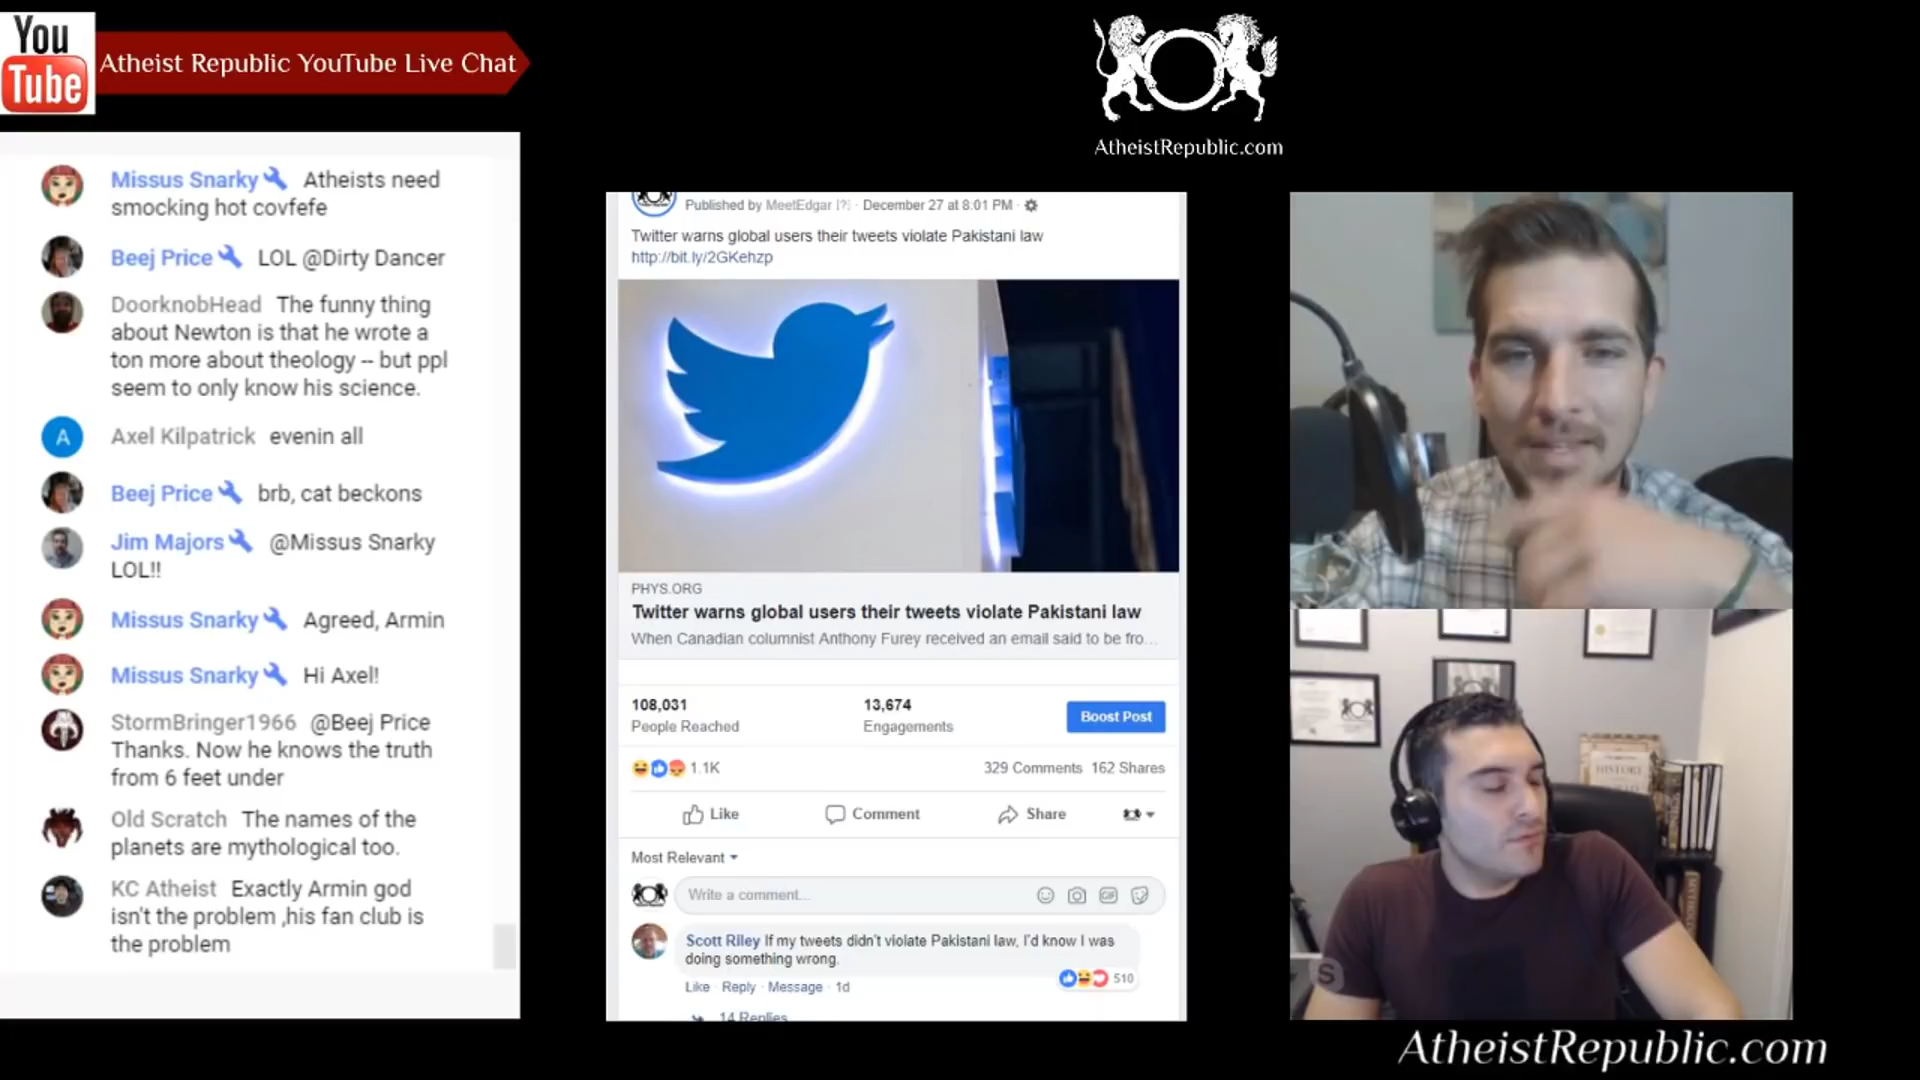 You
Tube
Atheist Republic YouTube Live Chat
Missus Snarky Atheists need
smocking hot covfefe
Beej Price LOL @Dirty Dancer
DoorknobHead The funny thing
about Newton is that he wrote a
ton more about theology -- but ppl
seem to only know his science.
A
Axel Kilpatrick evenin all
Beej Price brb, cat beckons
Jim Majors @Missus Snarky
LOL!!
Missus Snarky Agreed, Armin
Missus Snarky Hi Axel!
StormBringer1966 @Beej Price
Thanks. Now he knows the truth
from 6 feet under
Old Scratch The names of the
planets are mythological too.
KC Atheist Exactly Armin god
isn't the problem ,his fan club is
the problem
AtheistRepublic.com
Published by MeetEdgar [?] · December 27 at 8:01 PM ·
Twitter warns global users their tweets violate Pakistani law
http://bit.ly/2GKehzp
PHYS.ORG
Twitter warns global users their tweets violate Pakistani law
When Canadian columnist Anthony Furey received an email said to be fro...
108,031 13,674 Boost Post
People Reached Engagements
1.1K 329 Comments 162 Shares
Like Comment Share
Most Relevant
Write a comment...
GIF
Scott Riley If my tweets didn't violate Pakistani law, I'd know I was
doing something wrong.
510
Like · Reply · Message · 1d
14 Replies
HISTORY
S
AtheistRepublic.com